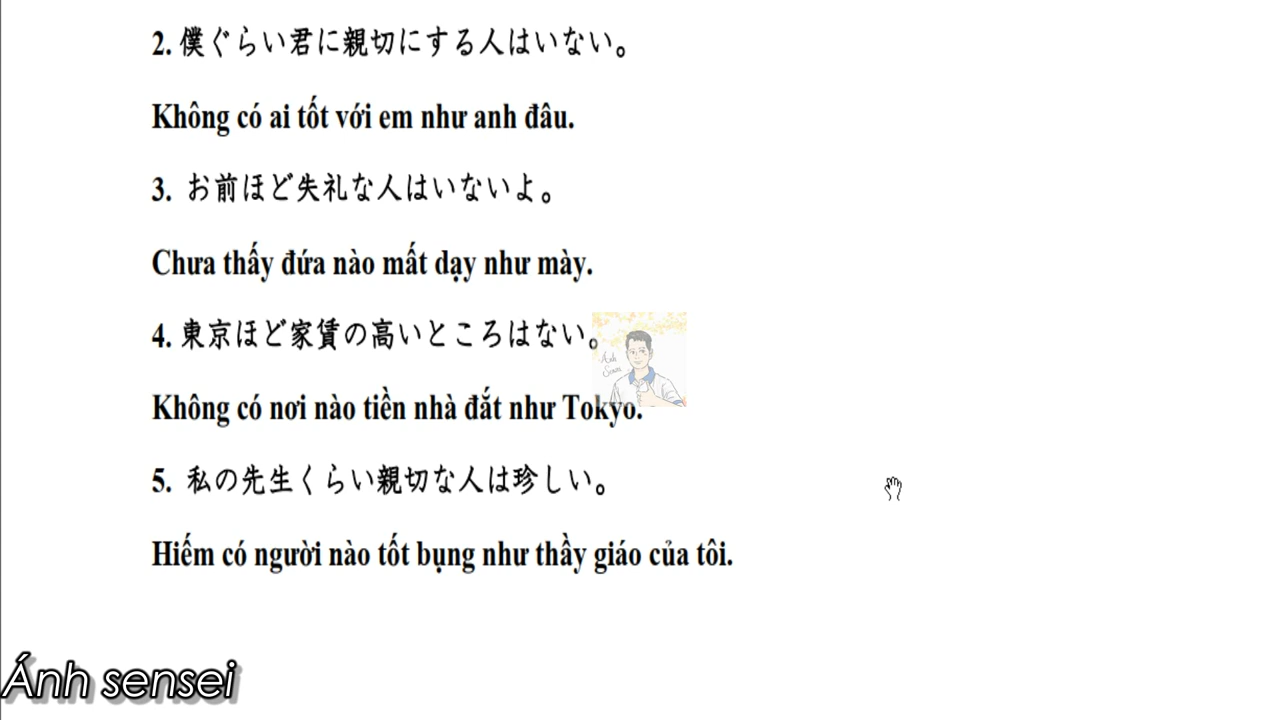 2. 僕ぐらい君に親切にする人はいない。
Không có ai tốt với em như anh đâu.
3. お前ほど失礼な人はいないよ。
Chưa thấy đứa nào mất dạy như mày.
4. 東京ほど家賃の高いところはない。
Không có nơi nào tiền nhà đắt như Tokyo.
5. 私の先生くらい親切な人は珍しい。
Hiếm có người nào tốt bụng như thầy giáo của tôi.
Ánh
Sensei
Ánh sensei